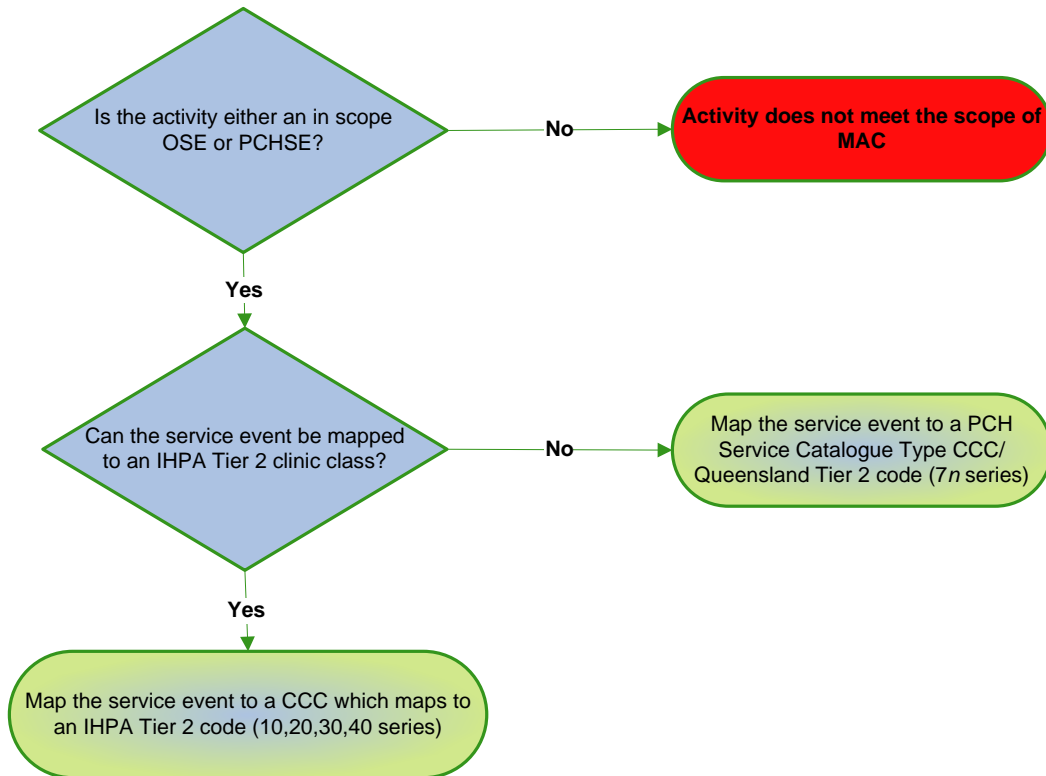 Is the activity either an in scope
OSE or PCHSE?
No
Activity does not meet the scope of
MAC
Yes
Can the service event be mapped
to an IHPA Tier 2 clinic class?
No
Map the service event to a PCH
Service Catalogue Type CCC/
Queensland Tier 2 code (7n series)
Yes
Map the service event to a CCC which maps to
an IHPA Tier 2 code (10,20,30,40 series)